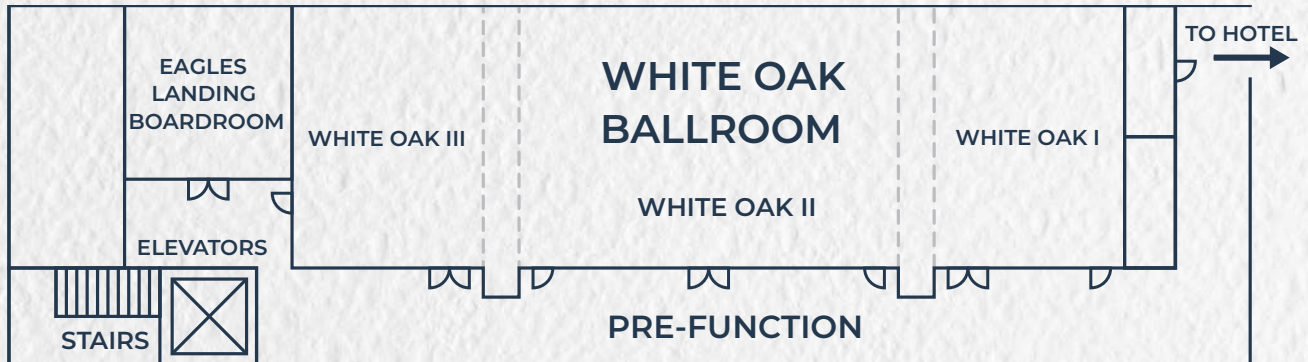 TO HOTEL
EAGLES
LANDING
BOARDROOM
WHITE OAK
BALLROOM
WHITE OAK III
WHITE OAK I
WHITE OAK II
ELEVATORS
STAIRS
PRE-FUNCTION